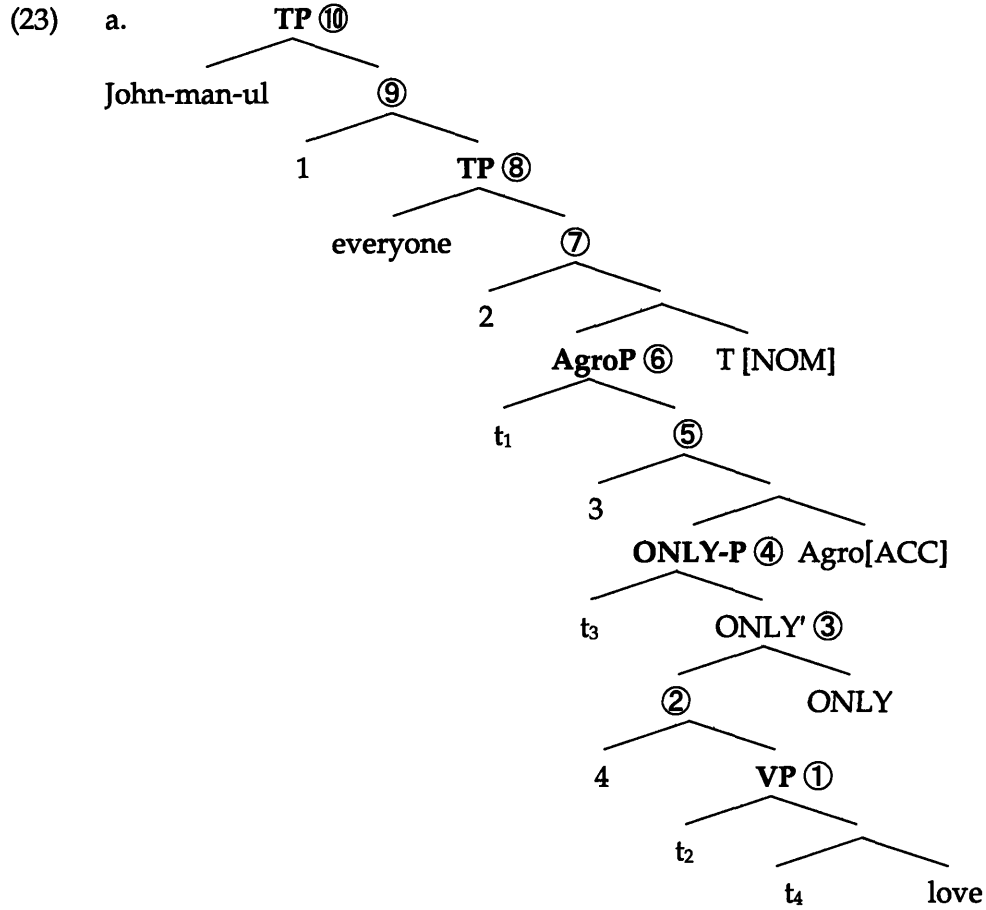 (23) a. TP ⑩
John-man-ul ⑨
1 TP ⑧
everyone ⑦
2
AgroP ⑥ T [NOM]
t₁ ⑤
3
ONLY-P ④ Agro[ACC]
t₃ ONLY' ③
② ONLY
4 VP ①
t₂
t₄ love